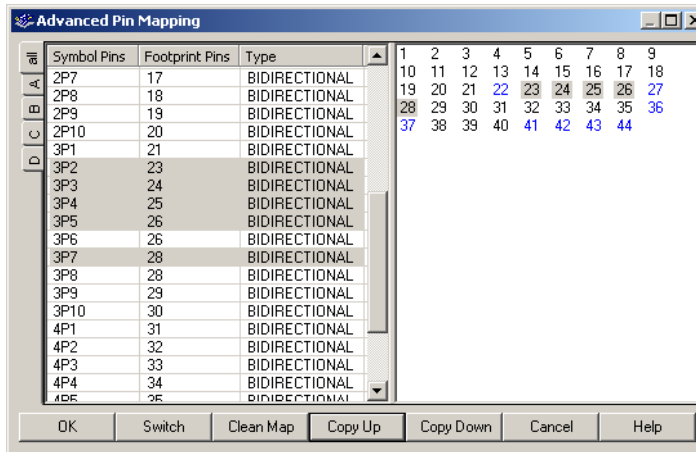 Advanced Pin Mapping
all
A
B
C
D
Symbol Pins Footprint Pins Type
2P7 17 BIDIRECTIONAL
2P8 18 BIDIRECTIONAL
2P9 19 BIDIRECTIONAL
2P10 20 BIDIRECTIONAL
3P1 21 BIDIRECTIONAL
3P2 23 BIDIRECTIONAL
3P3 24 BIDIRECTIONAL
3P4 25 BIDIRECTIONAL
3P5 26 BIDIRECTIONAL
3P6 26 BIDIRECTIONAL
3P7 28 BIDIRECTIONAL
3P8 28 BIDIRECTIONAL
3P9 29 BIDIRECTIONAL
3P10 30 BIDIRECTIONAL
4P1 31 BIDIRECTIONAL
4P2 32 BIDIRECTIONAL
4P3 33 BIDIRECTIONAL
4P4 34 BIDIRECTIONAL
4P5 35 BIDIRECTIONAL
1 2 3 4 5 6 7 8 9
10 11 12 13 14 15 16 17 18
19 20 21 22 23 24 25 26 27
28 29 30 31 32 33 34 35 36
37 38 39 40 41 42 43 44
OK Switch Clean Map Copy Up Copy Down Cancel Help